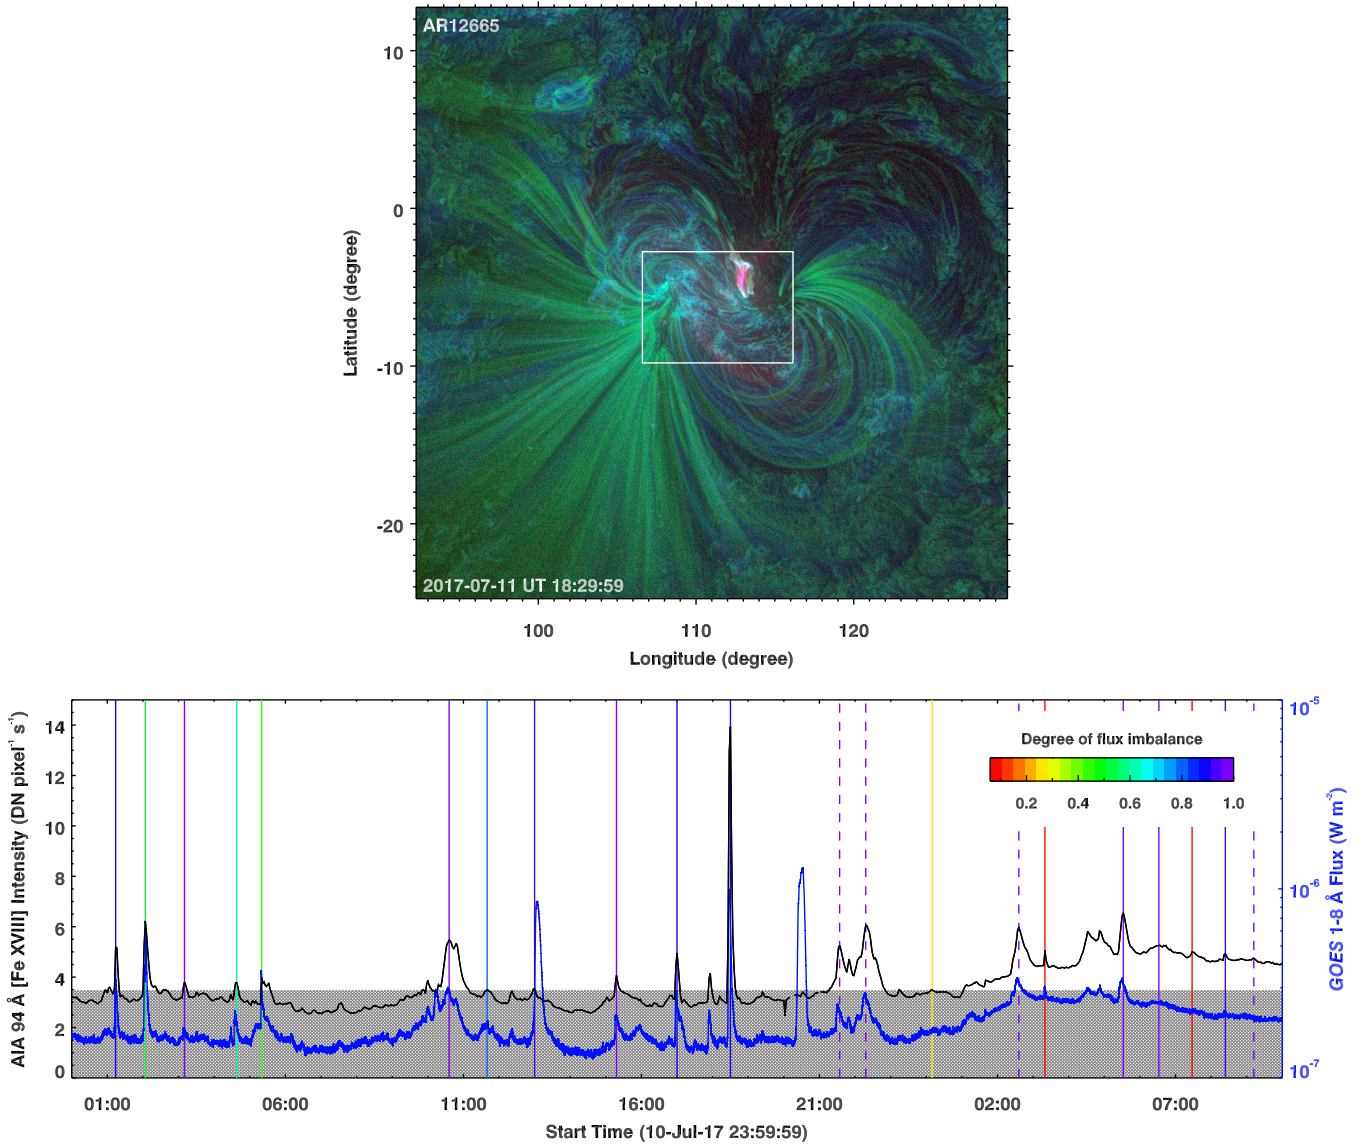 AR12665
10
0
-10
-20
Latitude (degree)
2017-07-11 UT 18:29:59
100
110
120
Longitude (degree)
14
12
10
8
6
4
2
0
AIA 94 Å [Fe XVIII] Intensity (DN pixel⁻¹ s⁻¹)
10⁻⁵
10⁻⁶
10⁻⁷
GOES 1-8 Å Flux (W m⁻²)
Degree of flux imbalance
0.2 0.4 0.6 0.8 1.0
01:00 06:00 11:00 16:00 21:00 02:00 07:00
Start Time (10-Jul-17 23:59:59)